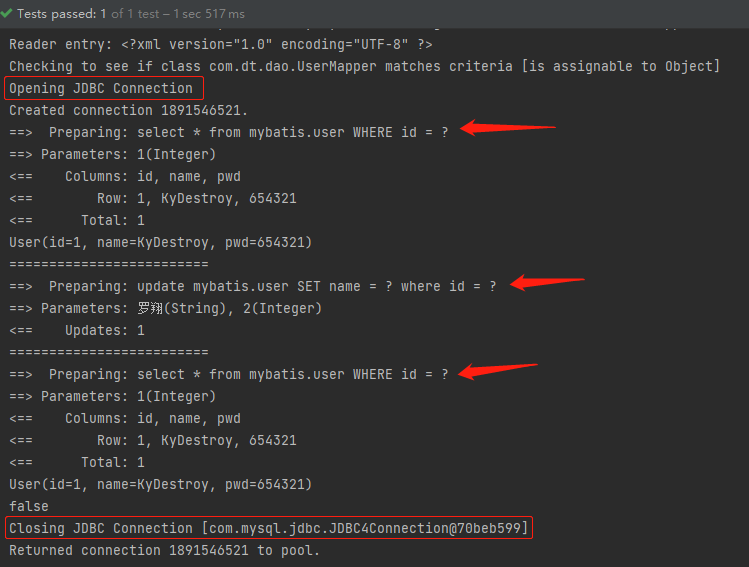 Tests passed: 1 of 1 test – 1 sec 517 ms
Reader entry: <?xml version="1.0" encoding="UTF-8" ?>
Checking to see if class com.dt.dao.UserMapper matches criteria [is assignable to Object]
Opening JDBC Connection
Created connection 1891546521.
==>  Preparing: select * from mybatis.user WHERE id = ?
==> Parameters: 1(Integer)
<==    Columns: id, name, pwd
<==        Row: 1, KyDestroy, 654321
<==      Total: 1
User(id=1, name=KyDestroy, pwd=654321)
=========================
==>  Preparing: update mybatis.user SET name = ? where id = ?
==> Parameters: 罗翔(String), 2(Integer)
<==    Updates: 1
=========================
==>  Preparing: select * from mybatis.user WHERE id = ?
==> Parameters: 1(Integer)
<==    Columns: id, name, pwd
<==        Row: 1, KyDestroy, 654321
<==      Total: 1
User(id=1, name=KyDestroy, pwd=654321)
false
Closing JDBC Connection [com.mysql.jdbc.JDBC4Connection@70beb599]
Returned connection 1891546521 to pool.